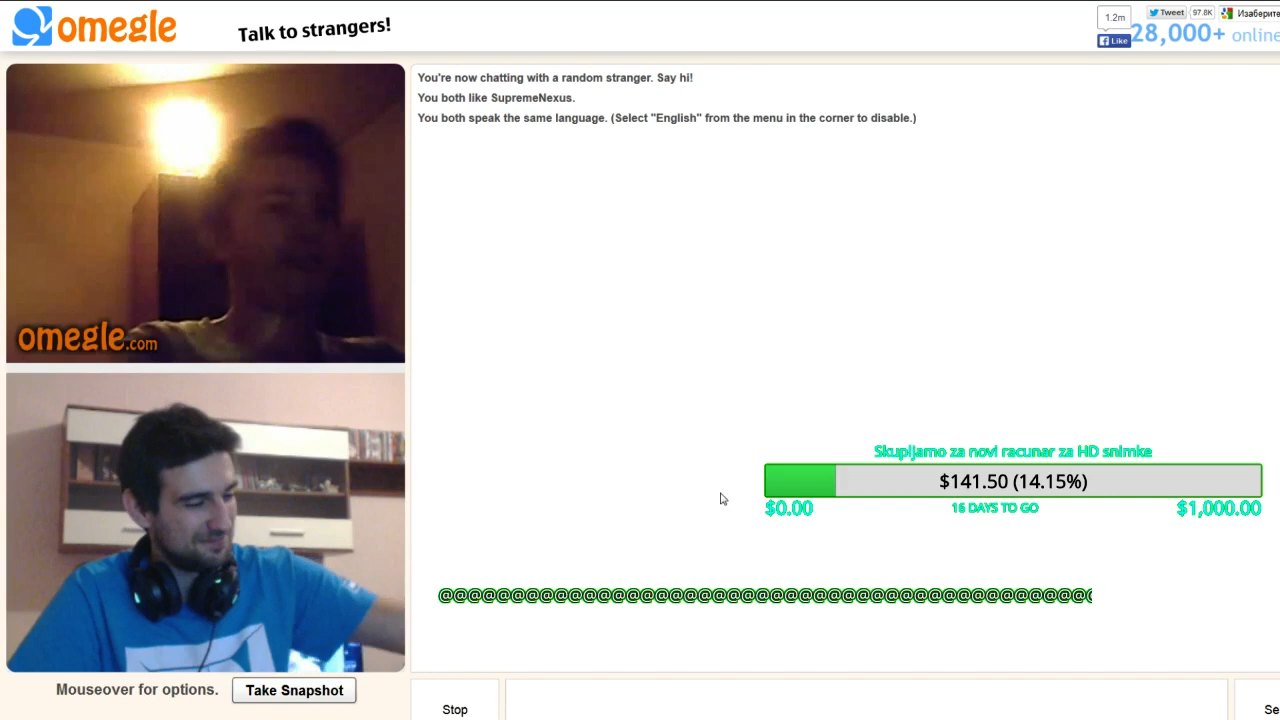 omegle
Talk to strangers!
1.2m
Like
Tweet
97.8K
Изаберите
28,000+ online
You're now chatting with a random stranger. Say hi!
You both like SupremeNexus.
You both speak the same language. (Select "English" from the menu in the corner to disable.)
omegle.com
Skupljamo za novi racunar za HD snimke
$141.50 (14.15%)
$0.00
16 DAYS TO GO
$1,000.00
Mouseover for options.
Take Snapshot
Stop
Se